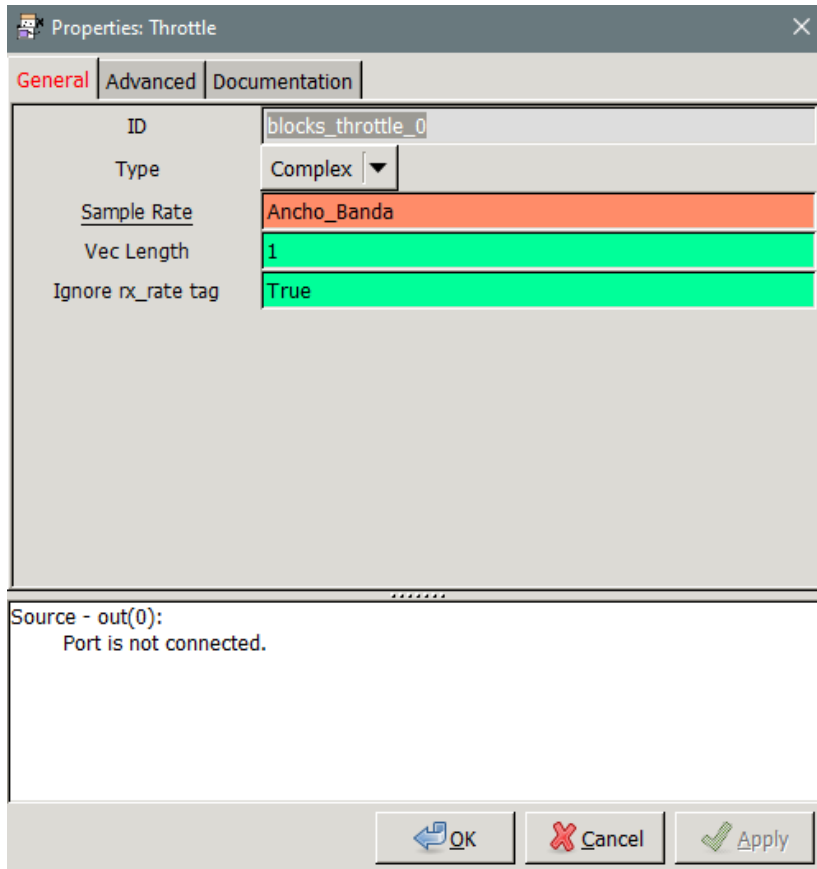 Properties: Throttle
General Advanced Documentation
ID blocks_throttle_0
Type Complex
Sample Rate Ancho_Banda
Vec Length 1
Ignore rx_rate tag True
Source - out(0):
Port is not connected.
OK Cancel Apply